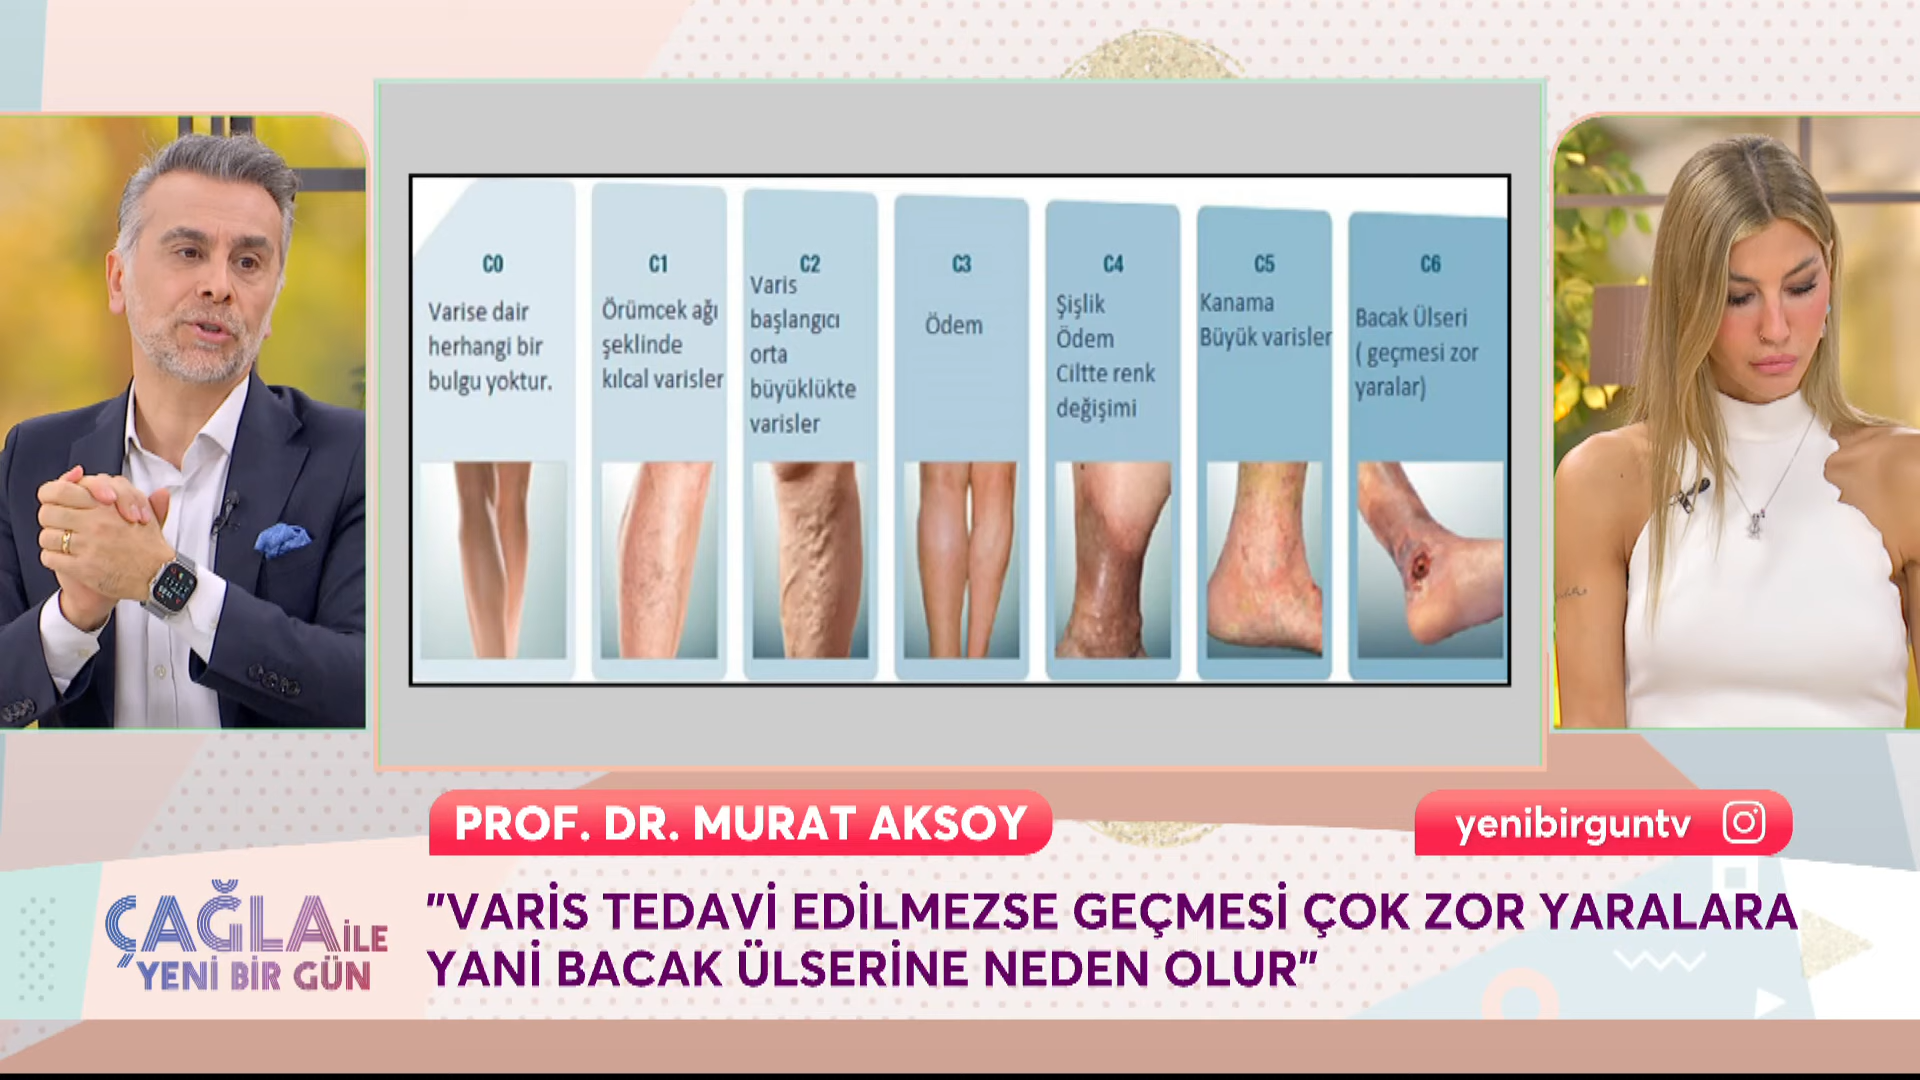 C0
Varise dair
herhangi bir
bulgu yoktur.
C1
Örümcek ağı
şeklinde
kılcal varisler
C2
Varis
başlangıcı
orta
büyüklükte
varisler
C3
Ödem
C4
Şişlik
Ödem
Ciltte renk
değişimi
C5
Kanama
Büyük varisler
C6
Bacak Ülseri
( geçmesi zor
yaralar)
PROF. DR. MURAT AKSOY
yenibirguntv
ÇAĞLA İLE
YENİ BİR GÜN
"VARİS TEDAVİ EDİLMEZSE GEÇMESİ ÇOK ZOR YARALARA
YANİ BACAK ÜLSERİNE NEDEN OLUR"